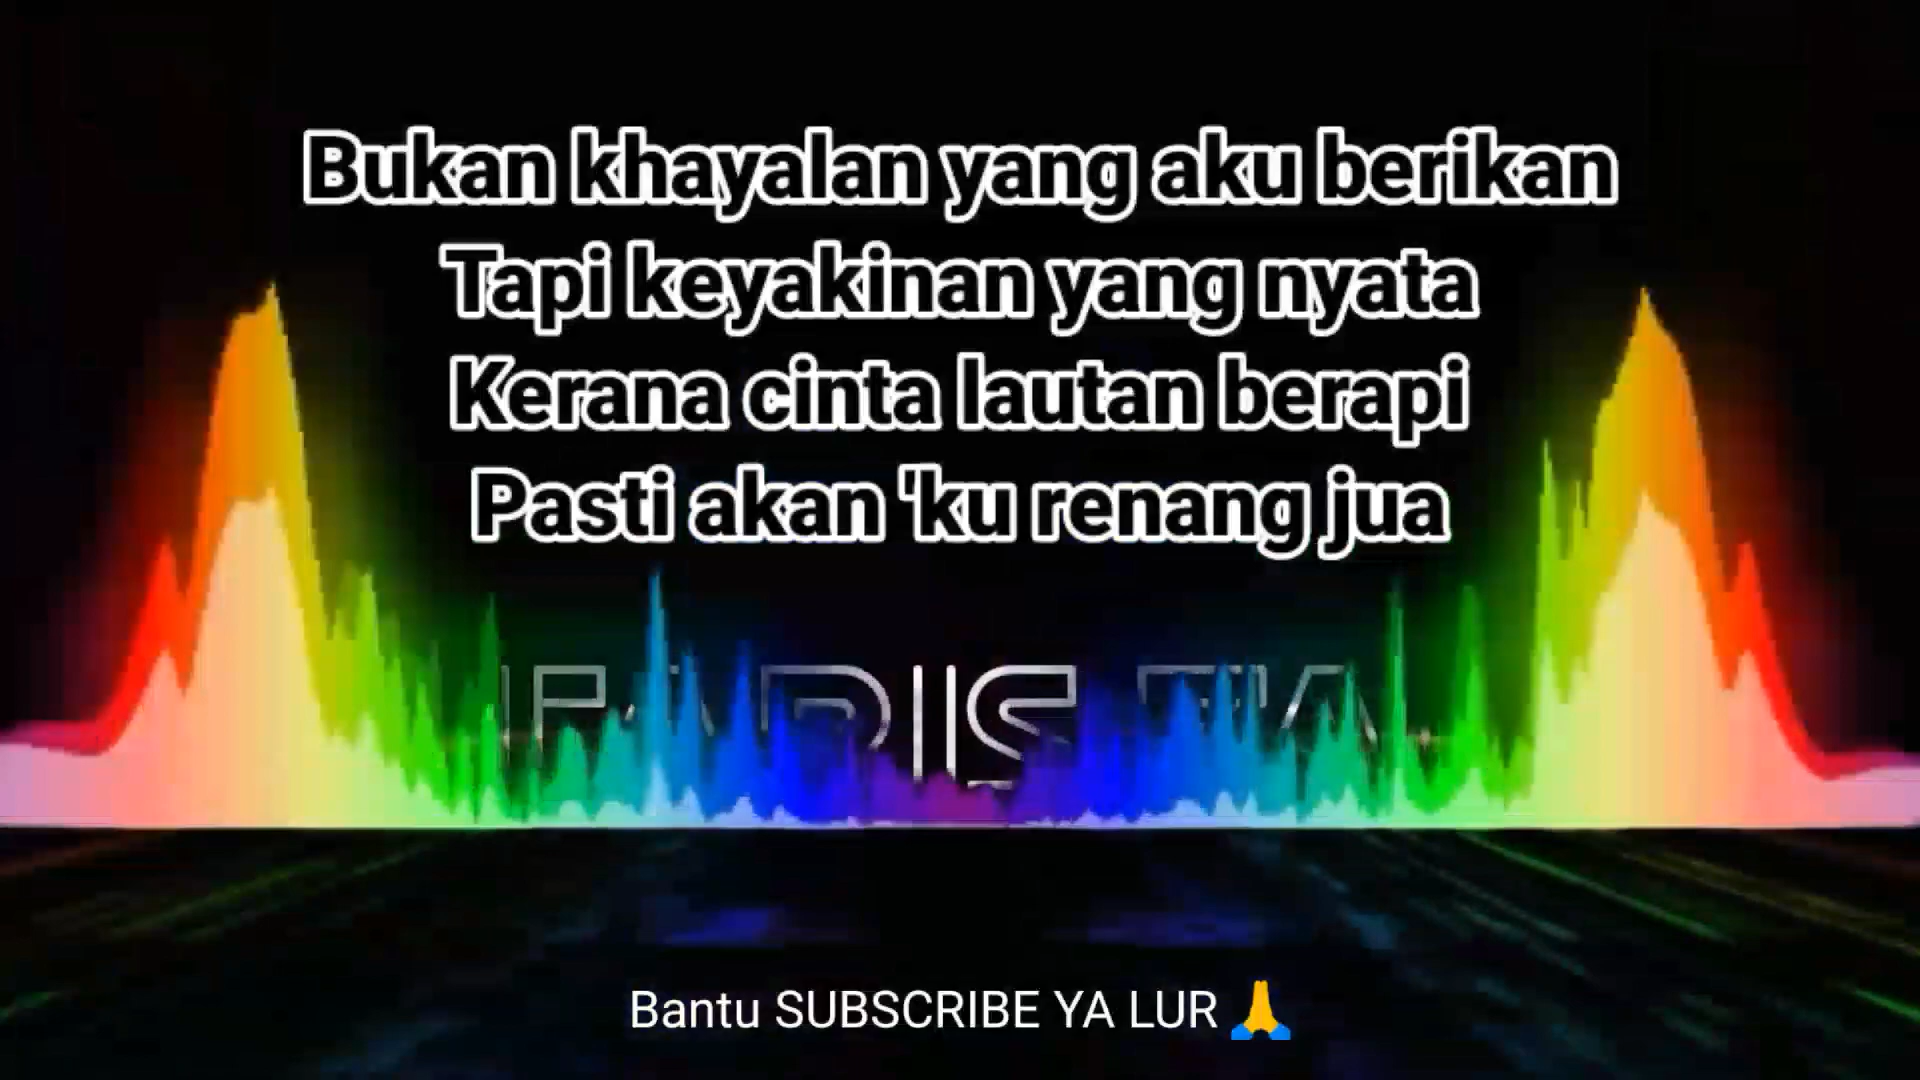 Bukan khayalan yang aku berikan
Tapi keyakinan yang nyata
Kerana cinta lautan berapi
Pasti akan 'ku renang jua
Bantu SUBSCRIBE YA LUR 🙏